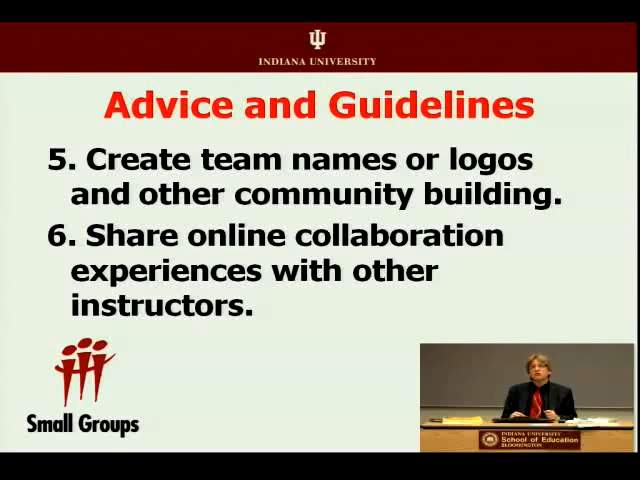 INDIANA UNIVERSITY
Advice and Guidelines
5. Create team names or logos
and other community building.
6. Share online collaboration
experiences with other
instructors.
Small Groups
INDIANA UNIVERSITY
School of Education
BLOOMINGTON